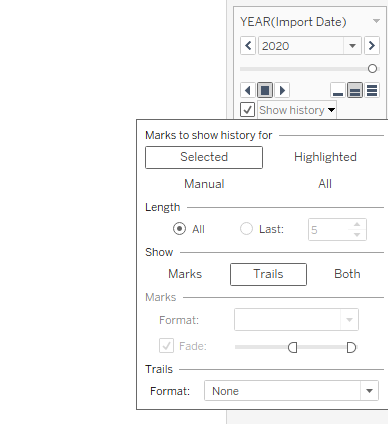 YEAR(Import Date)
2020
Show history
Marks to show history for
Selected Highlighted
Manual All
Length
All Last: 5
Show
Marks Trails Both
Marks
Format:
Fade:
Trails
Format: None